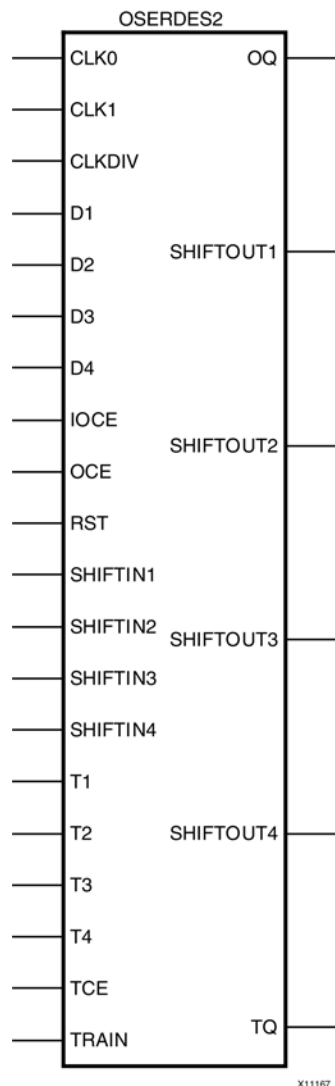 OSERDES2
CLK0
OQ
CLK1
CLKDIV
D1
SHIFTOUT1
D2
D3
D4
IOCE
SHIFTOUT2
OCE
RST
SHIFTIN1
SHIFTIN2
SHIFTOUT3
SHIFTIN3
SHIFTIN4
T1
T2
SHIFTOUT4
T3
T4
TCE
TQ
TRAIN
X11167